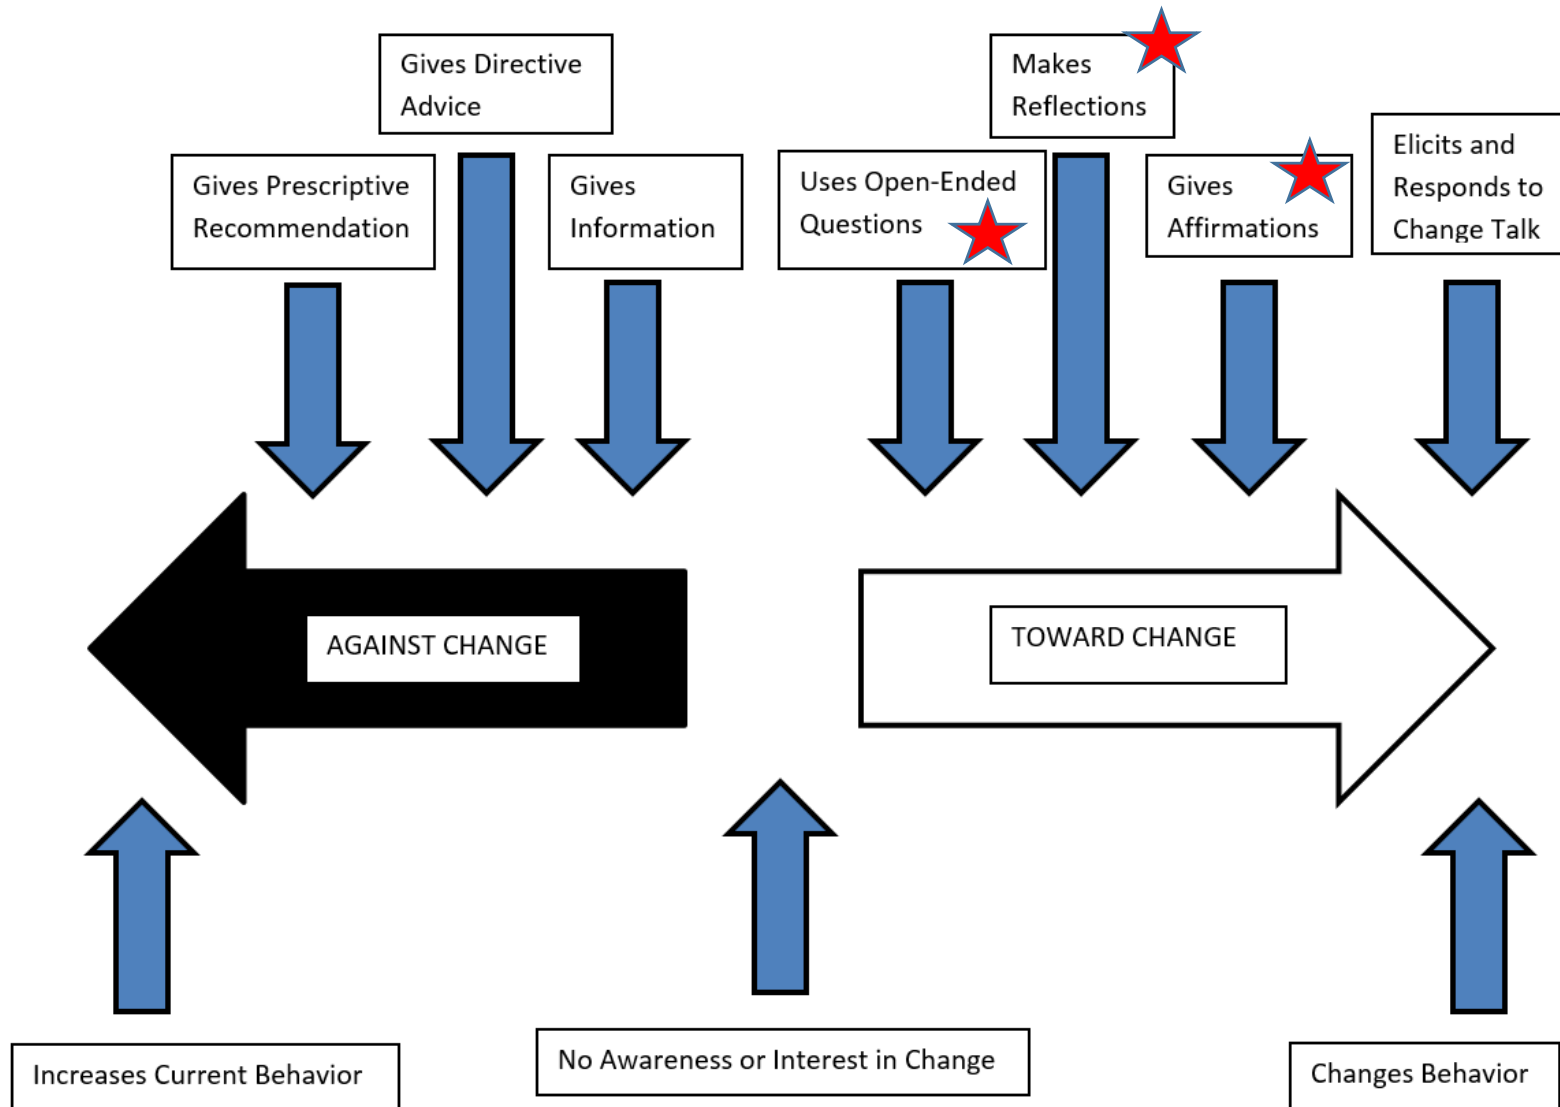 Gives Directive
Advice
Makes
Reflections
Gives Prescriptive
Recommendation
Gives
Information
Uses Open-Ended
Questions
Gives
Affirmations
Elicits and
Responds to
Change Talk
AGAINST CHANGE
TOWARD CHANGE
Increases Current Behavior
No Awareness or Interest in Change
Changes Behavior